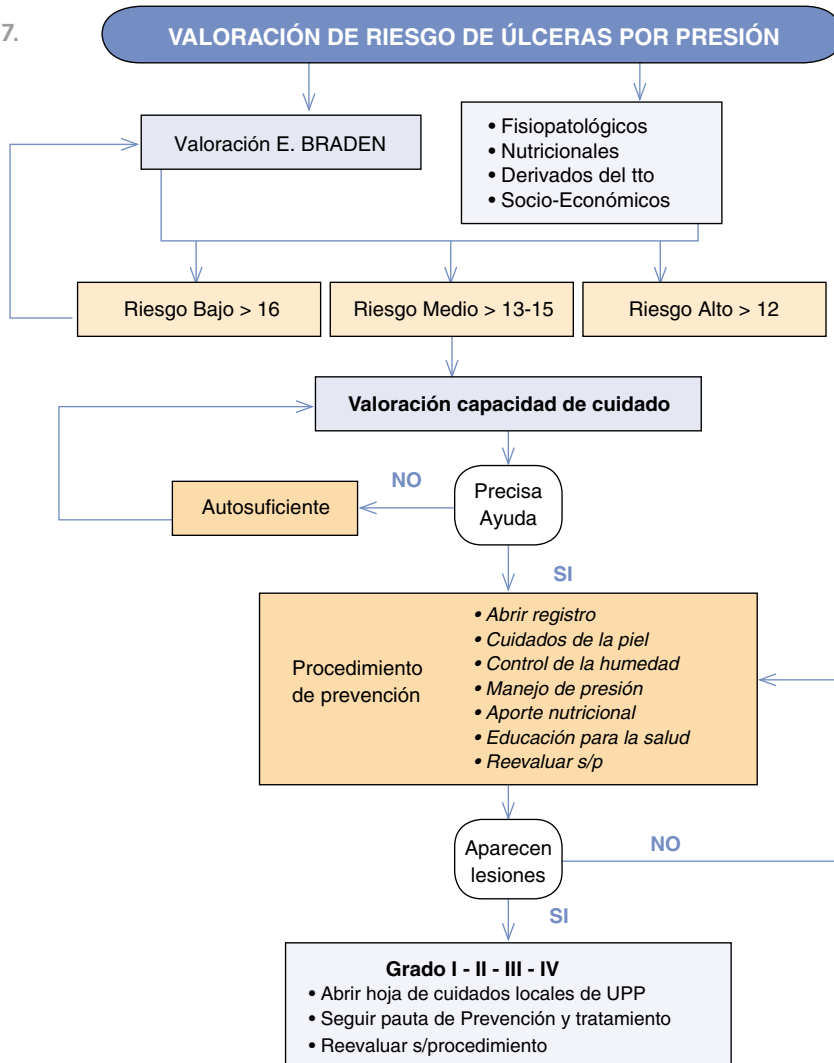 7.
VALORACIÓN DE RIESGO DE ÚLCERAS POR PRESIÓN
Valoración E. BRADEN
• Fisiopatológicos
• Nutricionales
• Derivados del tto
• Socio-Económicos
Riesgo Bajo > 16
Riesgo Medio > 13-15
Riesgo Alto > 12
Valoración capacidad de cuidado
NO
Autosuficiente
Precisa
Ayuda
SI
Procedimiento
de prevención
• Abrir registro
• Cuidados de la piel
• Control de la humedad
• Manejo de presión
• Aporte nutricional
• Educación para la salud
• Reevaluar s/p
Aparecen
lesiones
NO
SI
Grado I - II - III - IV
• Abrir hoja de cuidados locales de UPP
• Seguir pauta de Prevención y tratamiento
• Reevaluar s/procedimiento